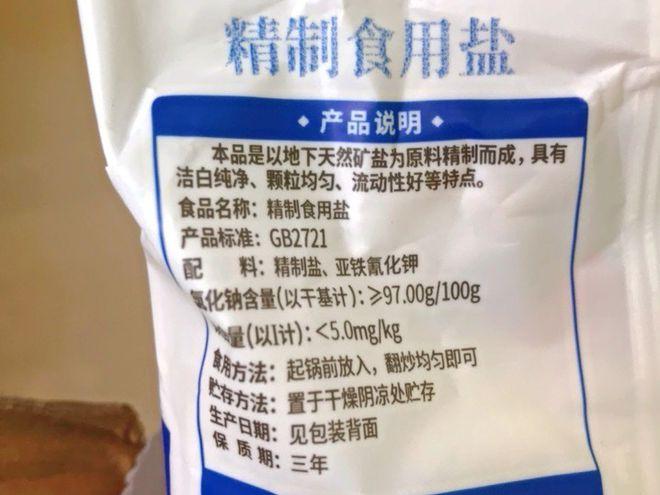 精制食用盐
产品说明
本品是以地下天然矿盐为原料精制而成，具有
洁白纯净、颗粒均匀、流动性好等特点。
食品名称：精制食用盐
产品标准：GB2721
配 料：精制盐、亚铁氰化钾
化钠含量（以干基计）：≥97.00g/100g
量（以I计）：＜5.0mg/kg
食用方法：起锅前放入，翻炒均匀即可
贮存方法：置于干燥阴凉处贮存
生产日期：见包装背面
保 质 期：三年